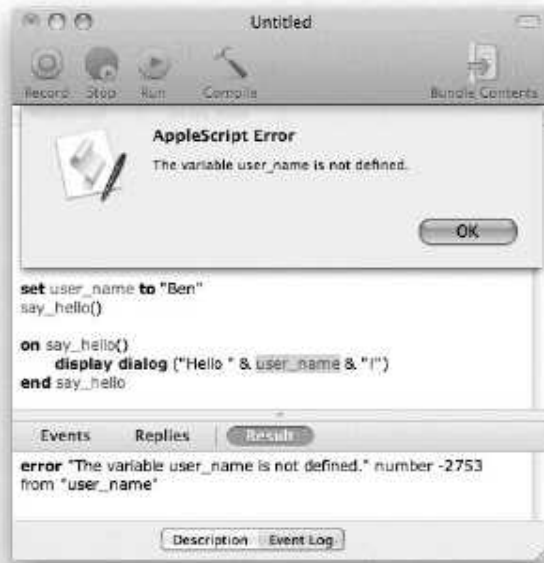 Untitled
Record Stop Run Compile Bundle Contents
AppleScript Error
The variable user_name is not defined.
OK
set user_name to "Ben"
say_hello()
on say_hello()
display dialog ("Hello " & user_name & "!")
end say_hello
Events Replies Result
error "The variable user_name is not defined." number -2753
from "user_name"
Description Event Log